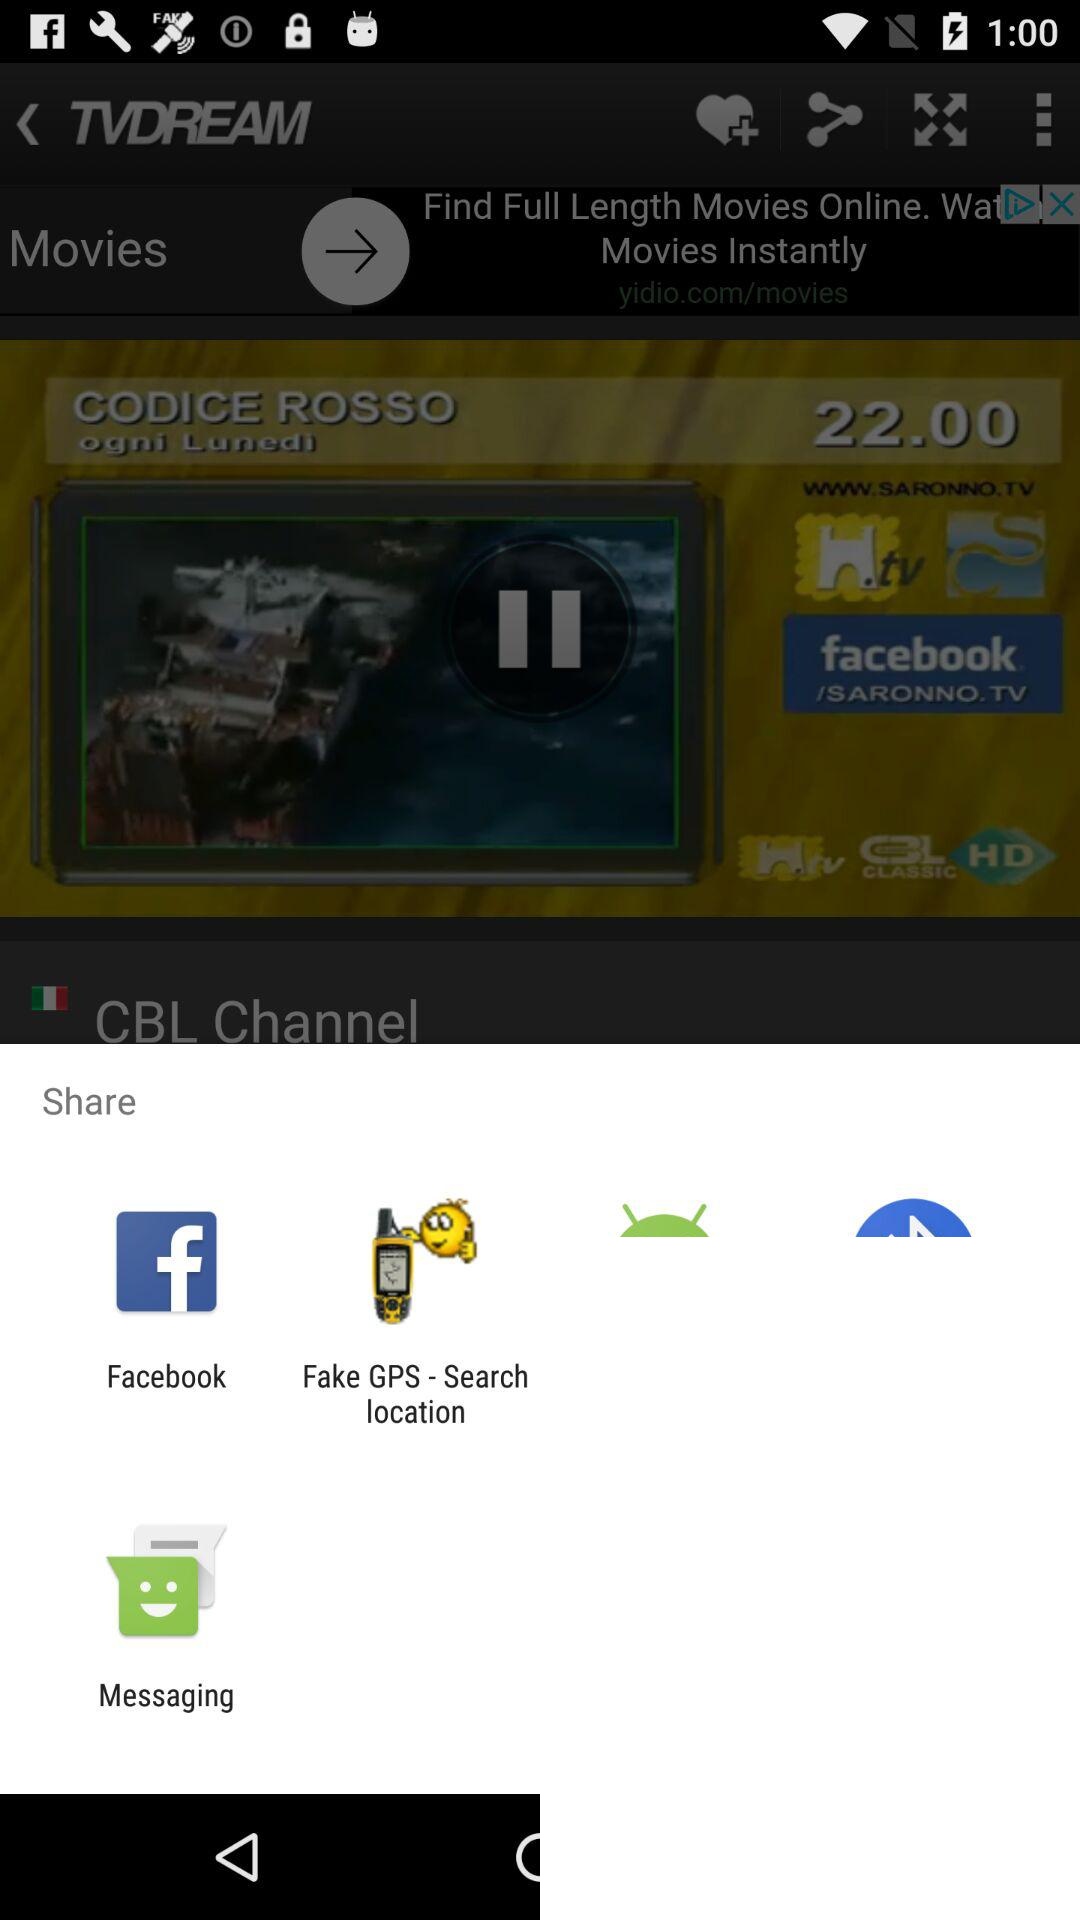 FAKE
1:00
TVDREAM
Movies
Find Full Length Movies Online.
Movies Instantly
yidio.com/movies
CODICE ROSSO
22.00
ogni Lunedì
WWW.SARONNO.TV
H.tv
facebook
/SARONNO.TV
H.tv CBL HD
CLASSIC
CBL Channel
Share
Facebook
Fake GPS - Search
location
Messaging